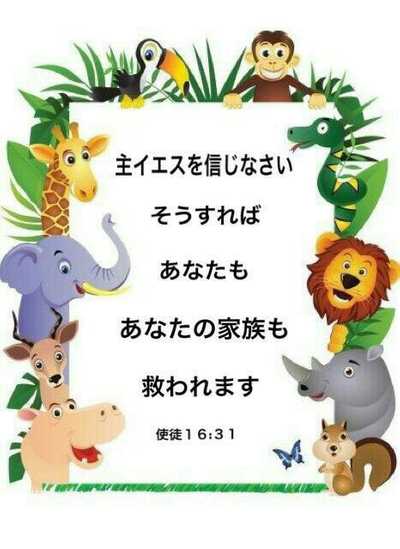 主イエスを信じなさい
そうすれば
あなたも
あなたの家族も
救われます
使徒１６:３１